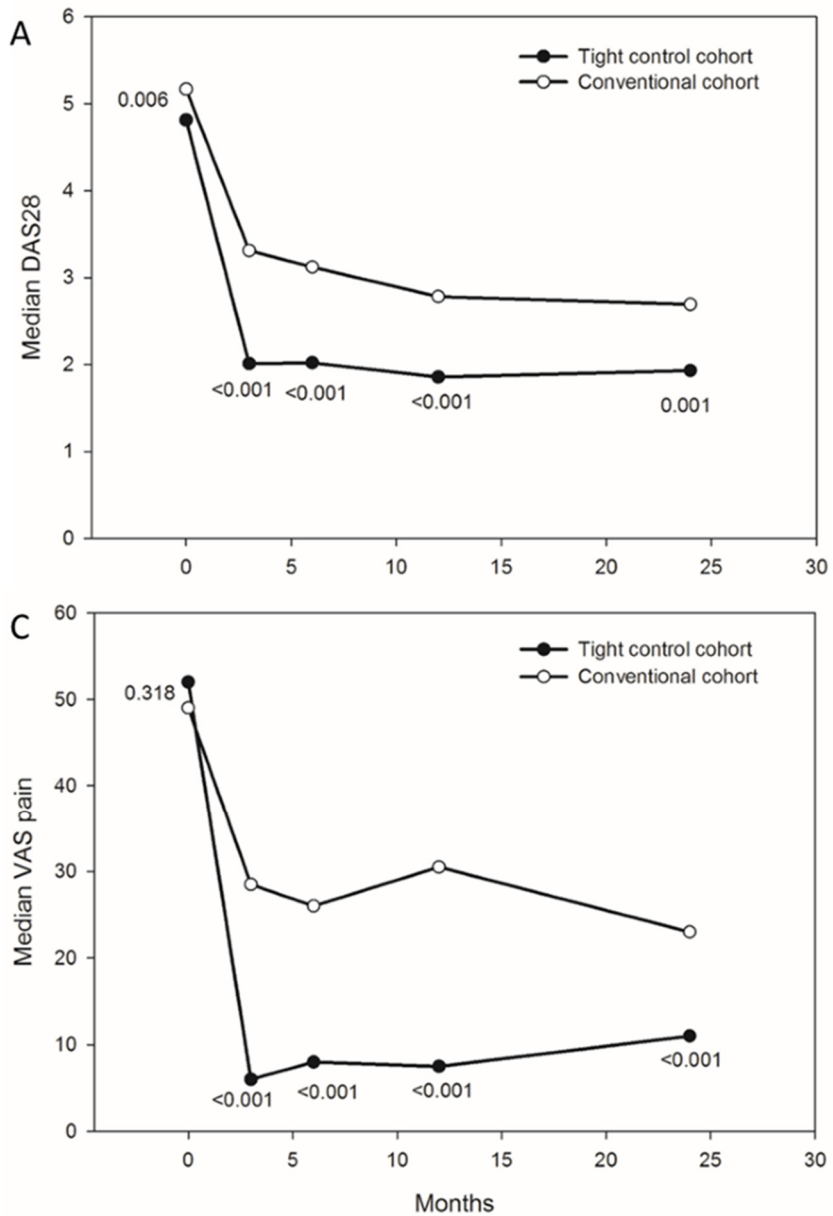 A
6
Tight control cohort
Conventional cohort
5
0.006
4
Median DAS28
3
2
<0.001
<0.001
<0.001
0.001
1
0
0 5 10 15 20 25 30
C
60
Tight control cohort
Conventional cohort
50
0.318
40
Median VAS pain
30
20
10
<0.001
<0.001
<0.001
<0.001
0
0 5 10 15 20 25 30
Months